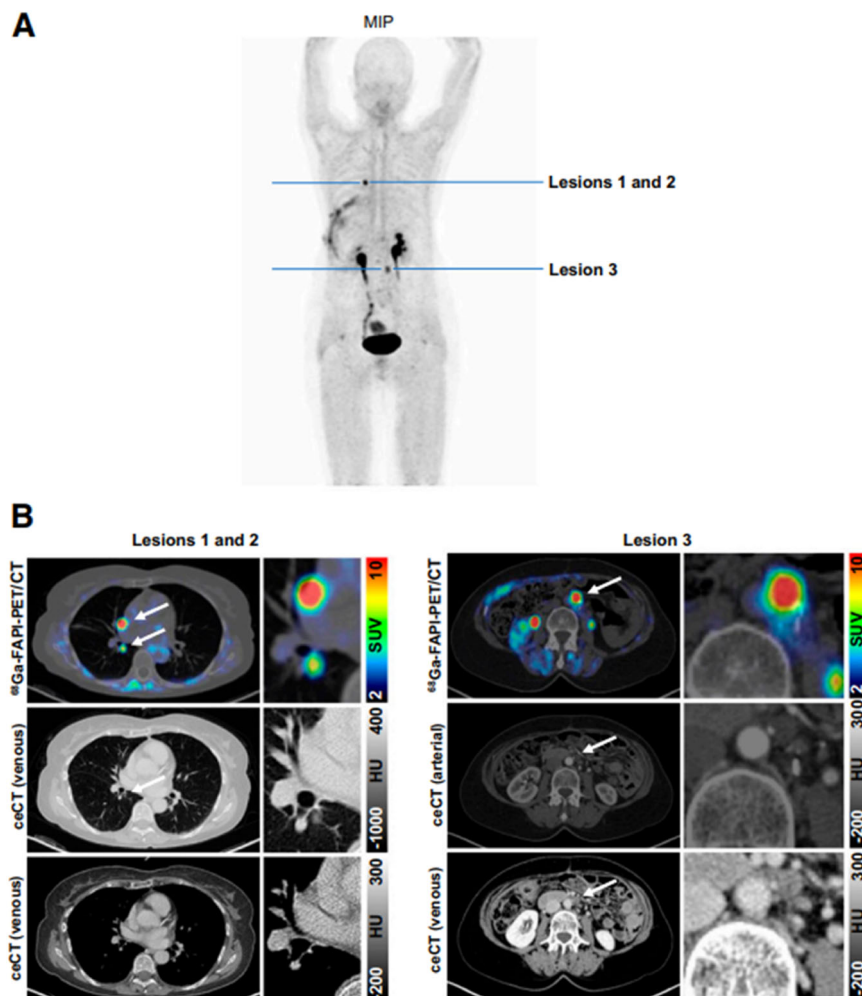 A
MIP
Lesions 1 and 2
Lesion 3
B
Lesions 1 and 2
⁶⁸Ga-FAPI-PET/CT
2 SUV 10
ceCT (venous)
-1000 HU 400
ceCT (venous)
200 HU 300
Lesion 3
⁶⁸Ga-FAPI-PET/CT
2 SUV 10
ceCT (arterial)
-200 HU 300
ceCT (venous)
-200 HU 300